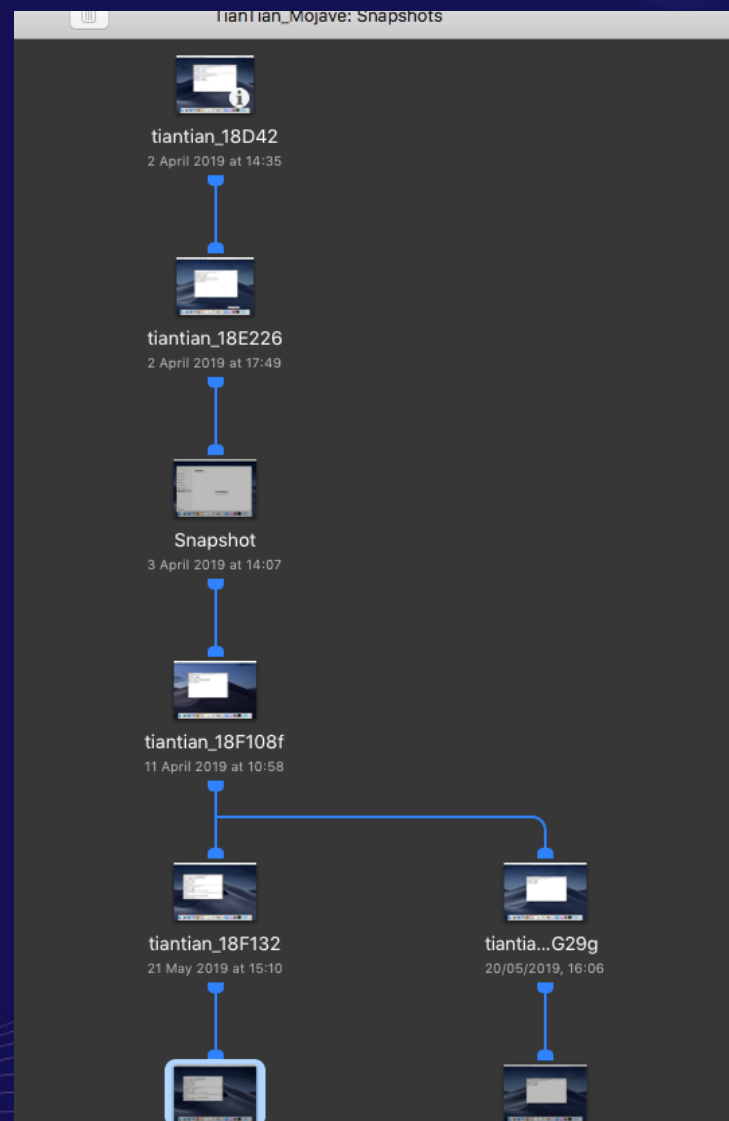 TianTian_Mojave: Snapshots
tiantian_18D42
2 April 2019 at 14:35
tiantian_18E226
2 April 2019 at 17:49
Snapshot
3 April 2019 at 14:07
tiantian_18F108f
11 April 2019 at 10:58
tiantian_18F132
21 May 2019 at 15:10
tiantia...G29g
20/05/2019, 16:06